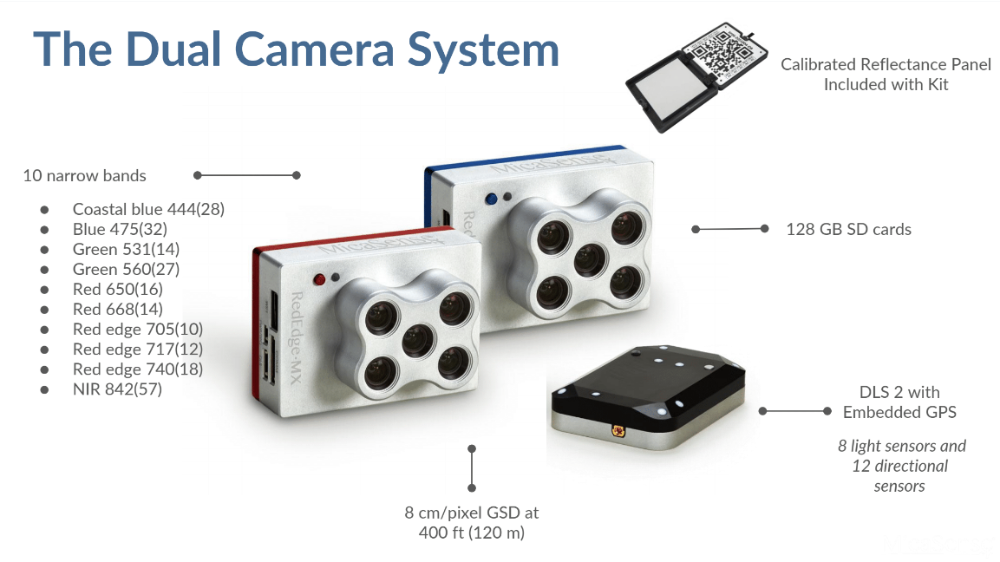 The Dual Camera System
Calibrated Reflectance Panel
Included with Kit
10 narrow bands
● Coastal blue 444(28)
● Blue 475(32)
● Green 531(14)
● Green 560(27)
● Red 650(16)
● Red 668(14)
● Red edge 705(10)
● Red edge 717(12)
● Red edge 740(18)
● NIR 842(57)
MicaSense
Red
MicaSense
RedEdge-MX
128 GB SD cards
DLS 2 with
Embedded GPS
8 light sensors and
12 directional
sensors
8 cm/pixel GSD at
400 ft (120 m)